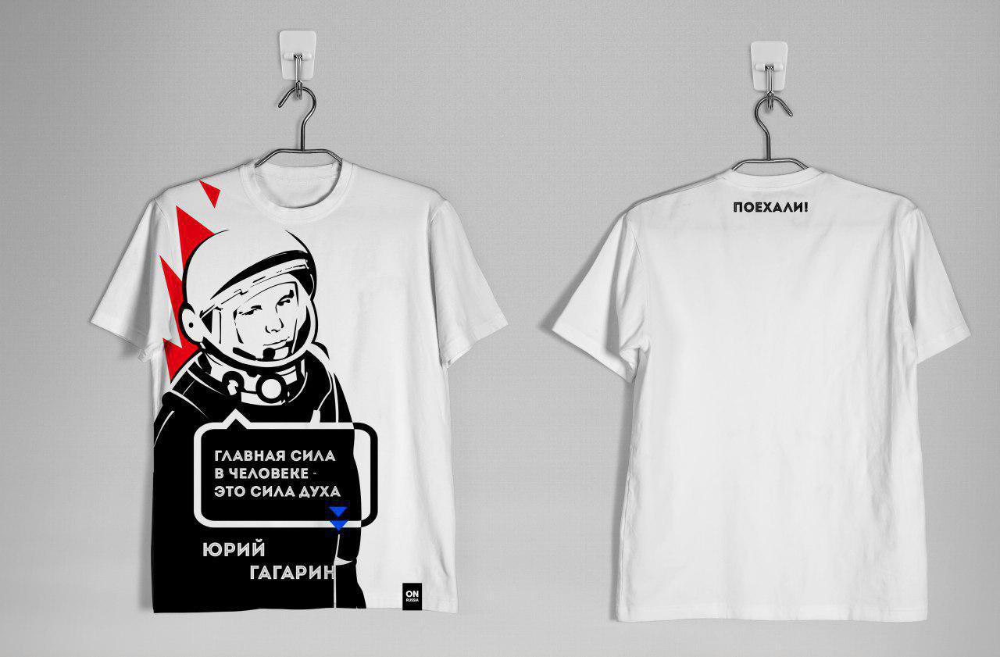 ГЛАВНАЯ СИЛА
В ЧЕЛОВЕКЕ -
ЭТО СИЛА ДУХА
ЮРИЙ
ГАГАРИН
ON
RUSSIA
ПОЕХАЛИ!